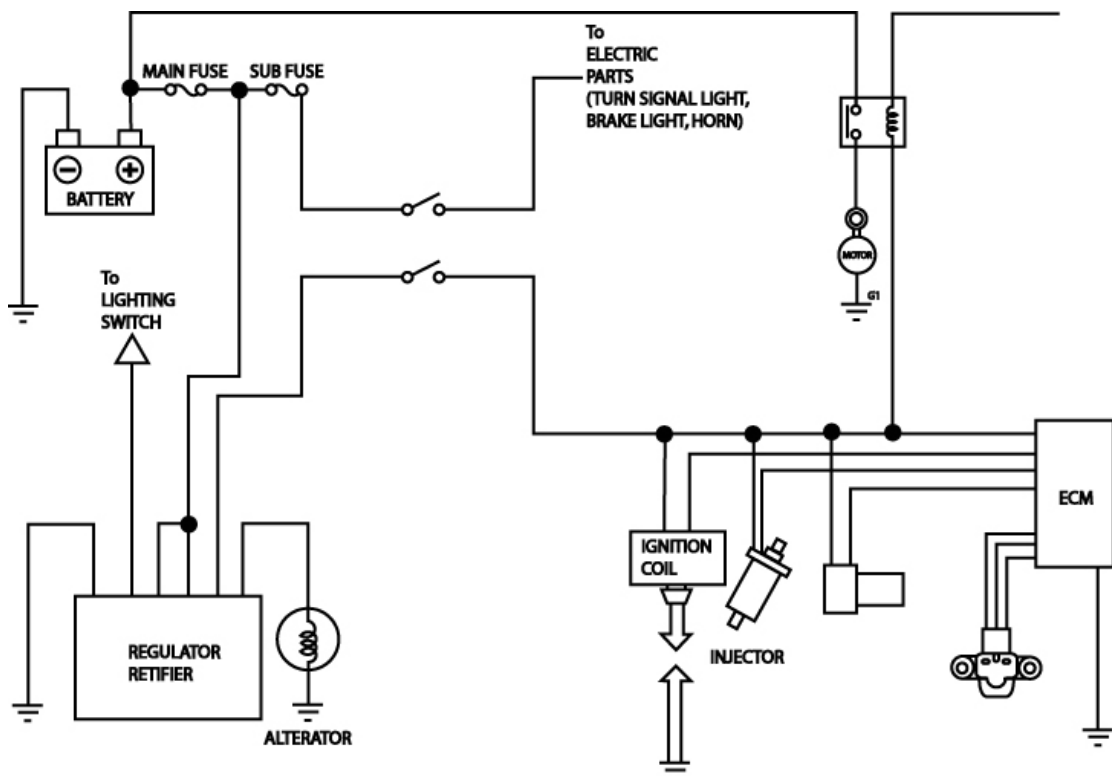 To
ELECTRIC
PARTS
(TURN SIGNAL LIGHT,
BRAKE LIGHT, HORN)
MAIN FUSE
SUB FUSE
BATTERY
MOTOR
G1
To
LIGHTING
SWITCH
ECM
IGNITION
COIL
INJECTOR
REGULATOR
RETIFIER
ALTERATOR